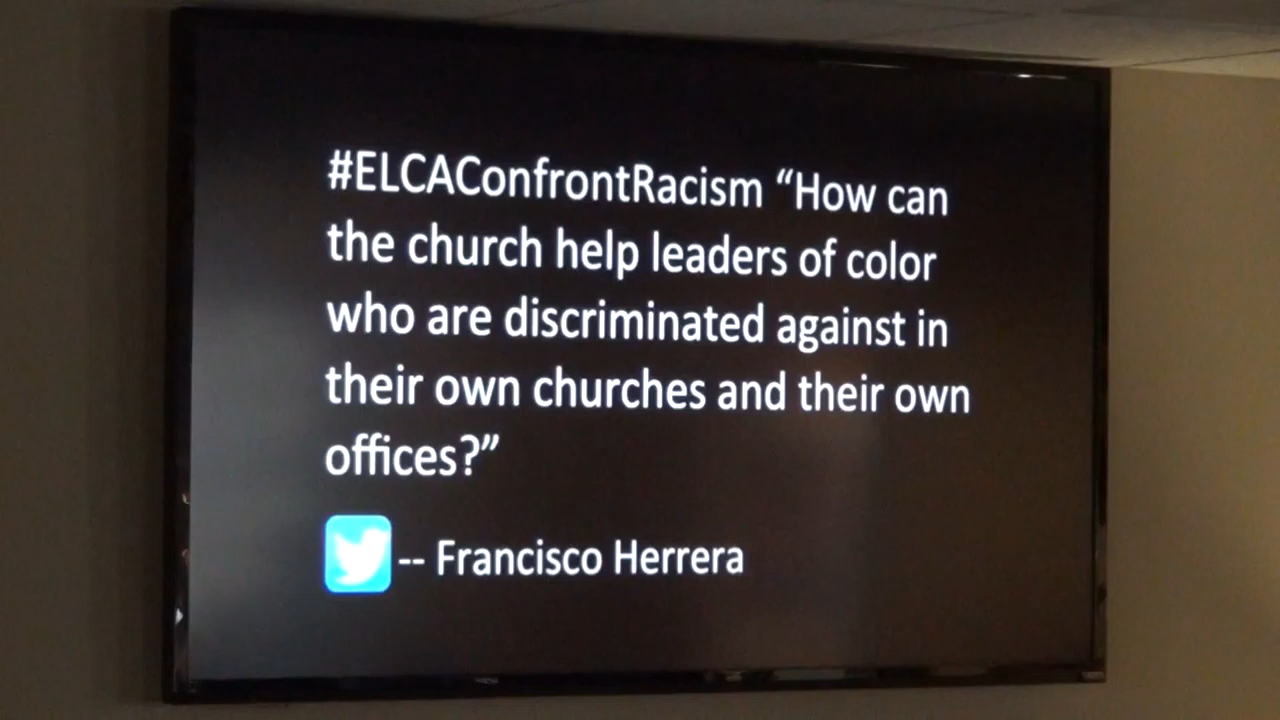 #ELCAConfrontRacism “How can
the church help leaders of color
who are discriminated against in
their own churches and their own
offices?”
-- Francisco Herrera